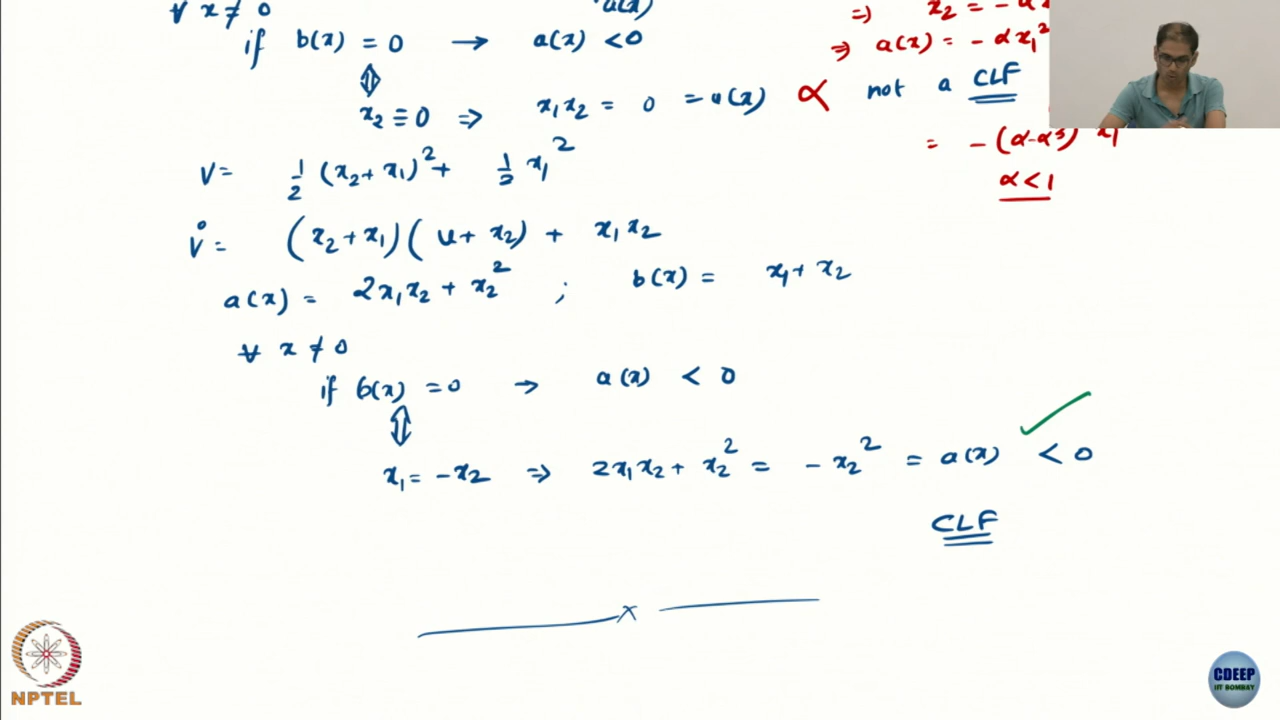 ∀ x ≠ 0
if b(x) = 0 → a(x) < 0
⇕
x₂ ≡ 0 ⇒ x₁x₂ = 0 = a(x) ∝ not a CLF
⇒ x₂ = -
⇒ a(x) = - αx₁²
= - (α-α³) x₁
α < 1
V = ½ (x₂ + x₁)² + ½ x₁²
V̇ = (x₂ + x₁)( u + x₂) + x₁x₂
a(x) = 2x₁x₂ + x₂² ; b(x) = x₁ + x₂
∀ x ≠ 0
if b(x) = 0 → a(x) < 0
⇕
x₁ = -x₂ ⇒ 2x₁x₂ + x₂² = - x₂² = a(x) < 0 ✓
CLF
x
NPTEL
CDEEP
IIT BOMBAY